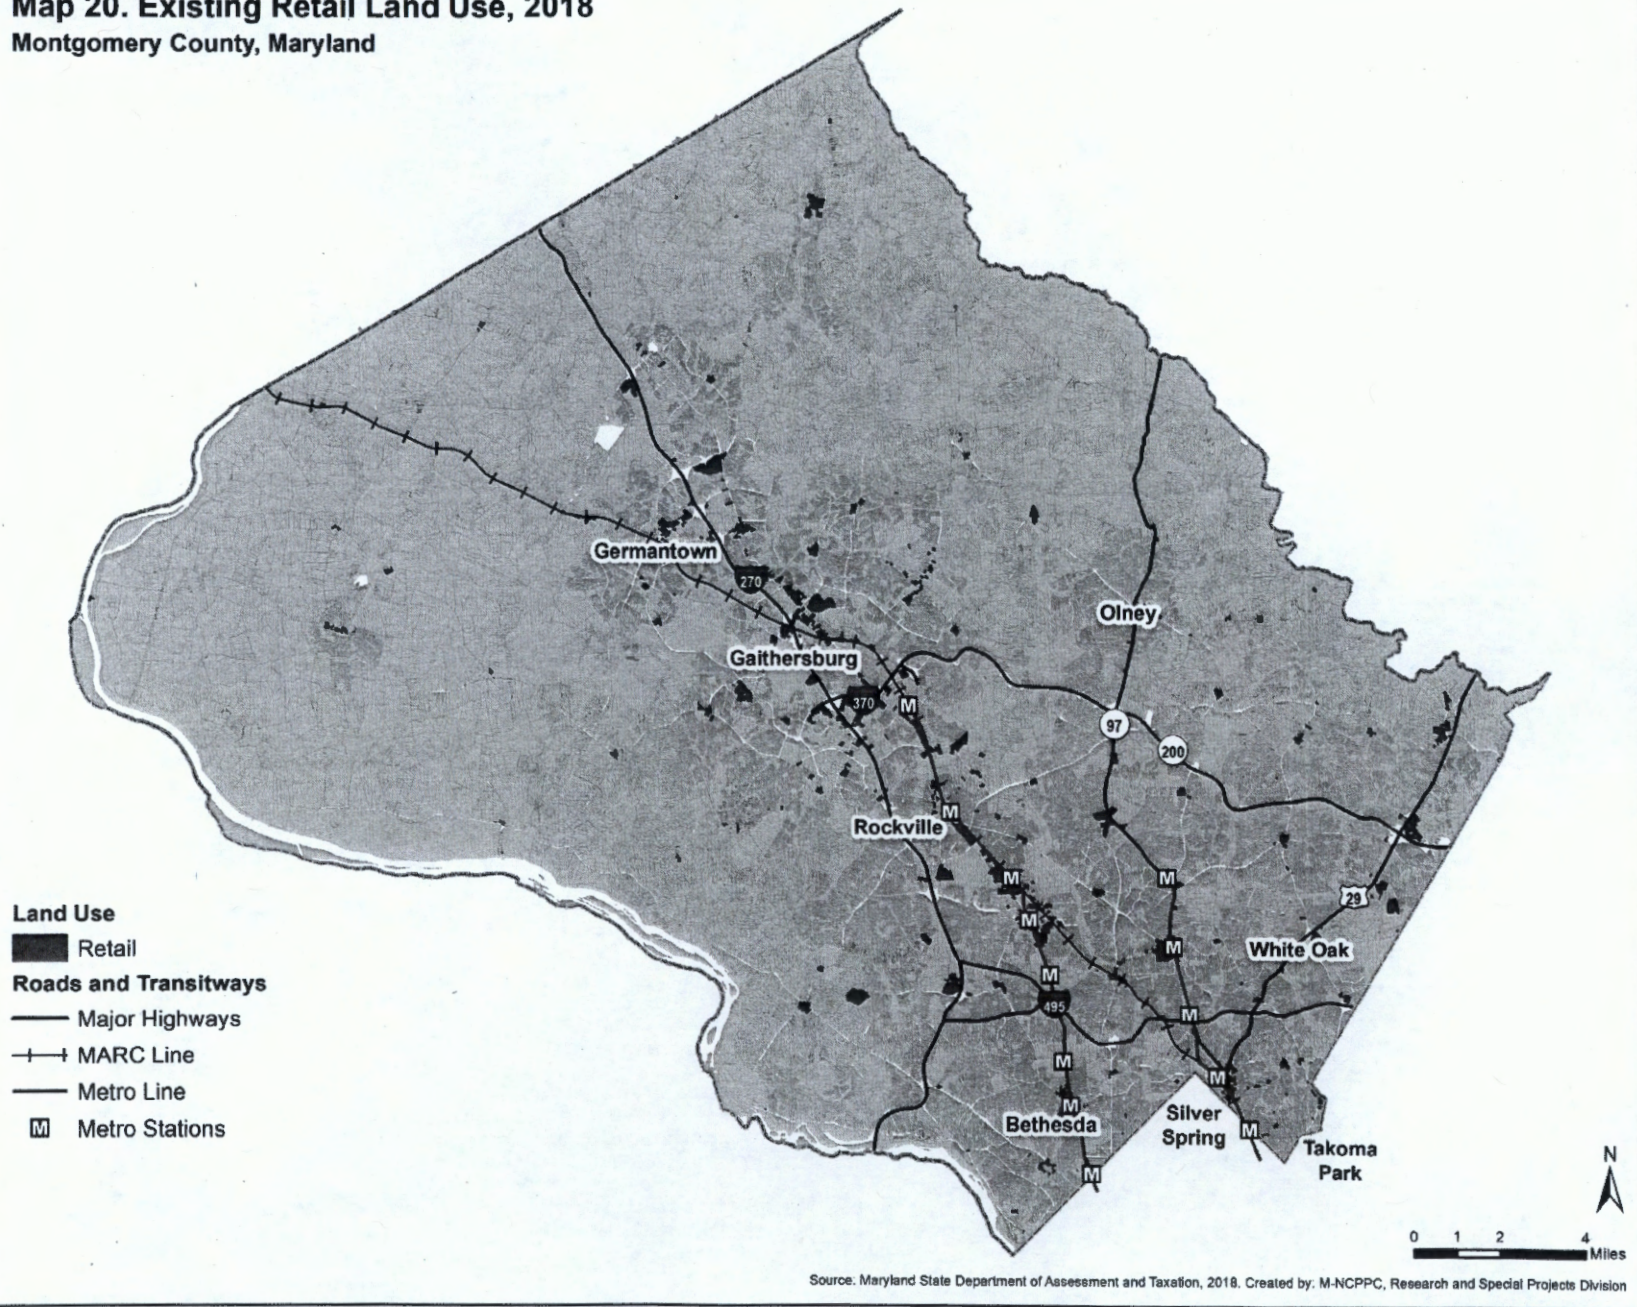 Map 20. Existing Retail Land Use, 2018
Montgomery County, Maryland
Germantown
270
Olney
Gaithersburg
370
M
97
200
M
Rockville
M
M
29
M
M
White Oak
M
495
M
M
M
M
Bethesda
Silver
Spring
M
Takoma
Park
M
Land Use
Retail
Roads and Transitways
Major Highways
MARC Line
Metro Line
M Metro Stations
N
0 1 2 4
Miles
Source: Maryland State Department of Assessment and Taxation, 2018. Created by: M-NCPPC, Research and Special Projects Division